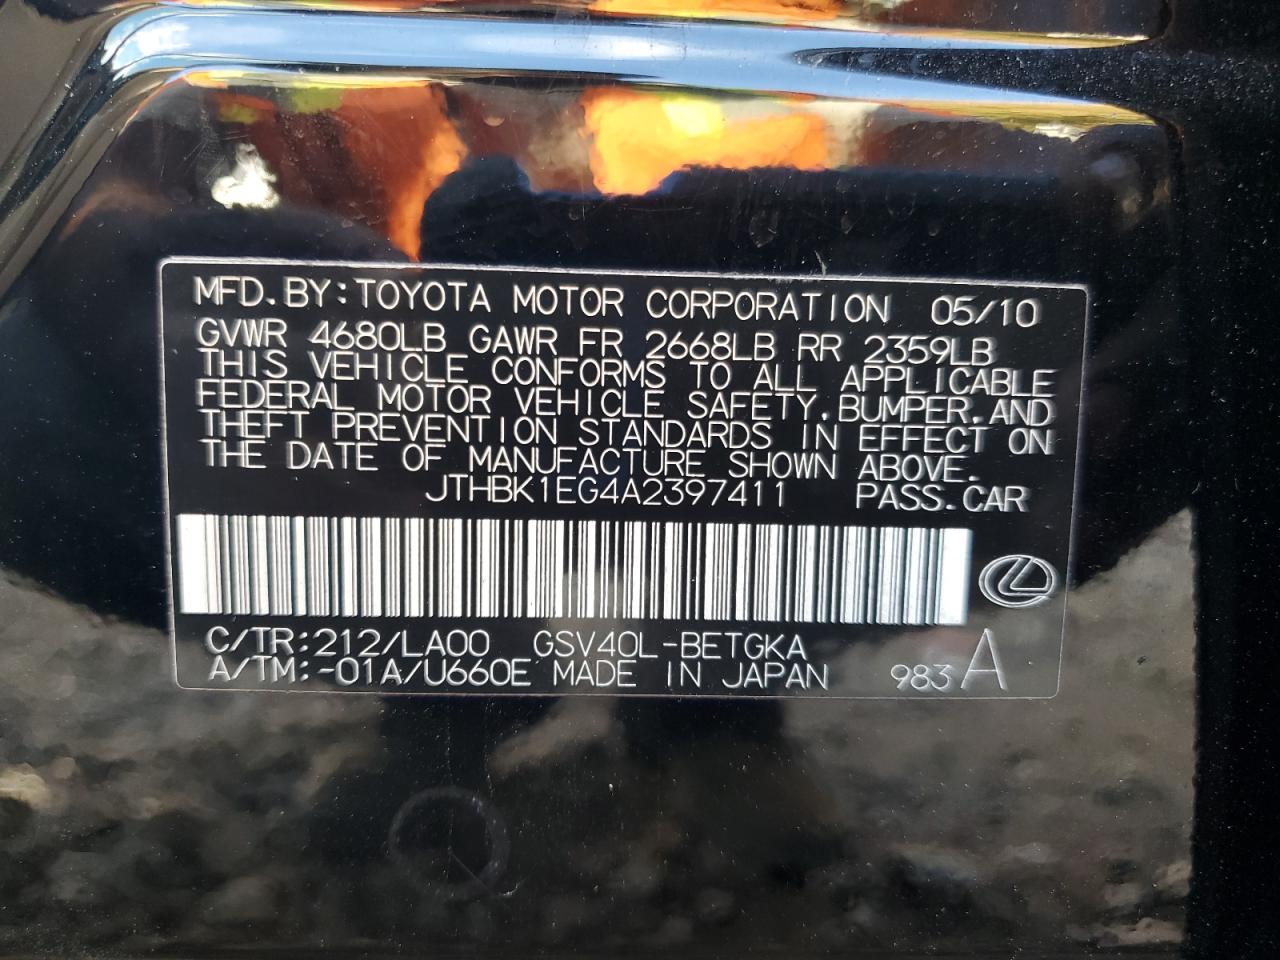 MFD.BY:TOYOTA MOTOR CORPORATION 05/10
GVWR 4680LB GAWR FR 2668LB RR 2359LB
THIS VEHICLE CONFORMS TO ALL APPLICABLE
FEDERAL MOTOR VEHICLE SAFETY,BUMPER,AND
THEFT PREVENTION STANDARDS IN EFFECT ON
THE DATE OF MANUFACTURE SHOWN ABOVE.
JTHBK1EG4A2397411 PASS.CAR
C/TR:212/LA00 GSV40L-BETGKA
A/TM:-01A/U660E MADE IN JAPAN 983 A